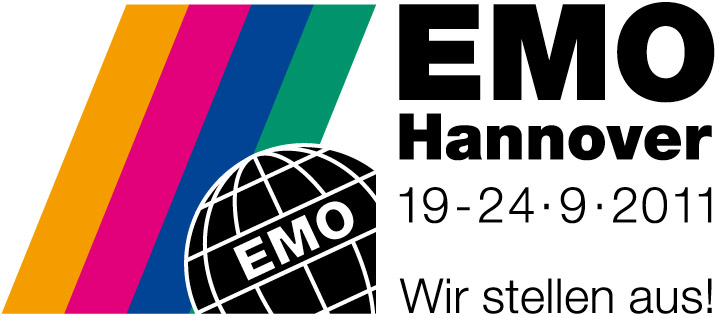 EMO
Hannover
19-24·9·2011
Wir stellen aus!
EMO